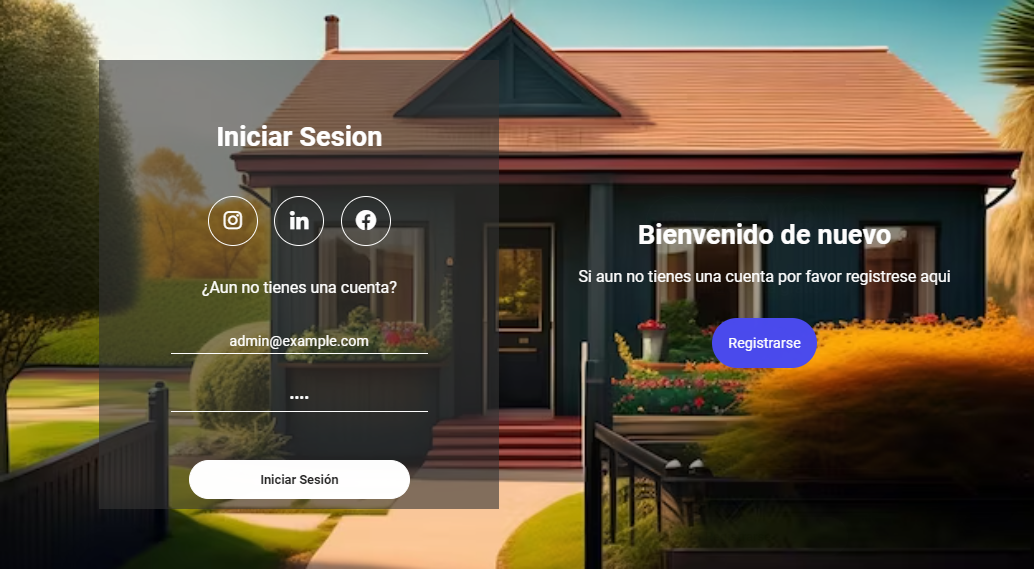 Iniciar Sesion
¿Aun no tienes una cuenta?
admin@example.com
••••
Iniciar Sesión
Bienvenido de nuevo
Si aun no tienes una cuenta por favor registrese aqui
Registrarse